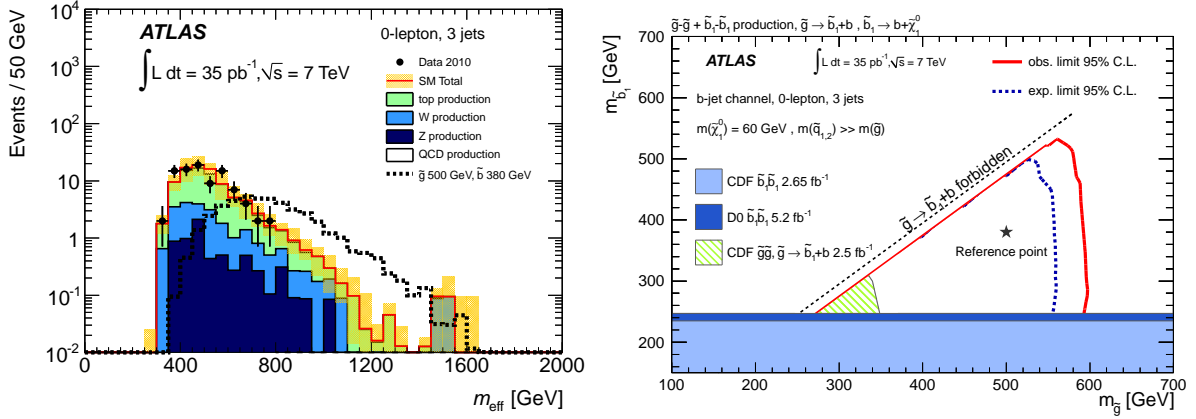 ATLAS
∫ L dt = 35 pb⁻¹,√s = 7 TeV
0-lepton, 3 jets
Data 2010
SM Total
top production
W production
Z production
QCD production
g̃ 500 GeV, b̃ 380 GeV
Events / 50 GeV
10⁴
10³
10²
10
1
10⁻¹
10⁻²
0 400 800 1200 1600 2000
m_eff [GeV]
g̃-g̃ + b̃₁-b̃₁ production, g̃ → b̃₁+b , b̃₁ → b+χ̃₁⁰
ATLAS
∫ L dt = 35 pb⁻¹,√s = 7 TeV
obs. limit 95% C.L.
exp. limit 95% C.L.
b-jet channel, 0-lepton, 3 jets
m(χ̃₁⁰) = 60 GeV , m(q̃₁,₂) >> m(g̃)
CDF b̃₁b̃₁ 2.65 fb⁻¹
D0 b̃₁b̃₁ 5.2 fb⁻¹
CDF g̃g̃, g̃ → b̃₁+b 2.5 fb⁻¹
g̃ → b̃₁+b forbidden
Reference point
m_b̃₁ [GeV]
700
600
500
400
300
200
100 200 300 400 500 600 700
m_g̃ [GeV]